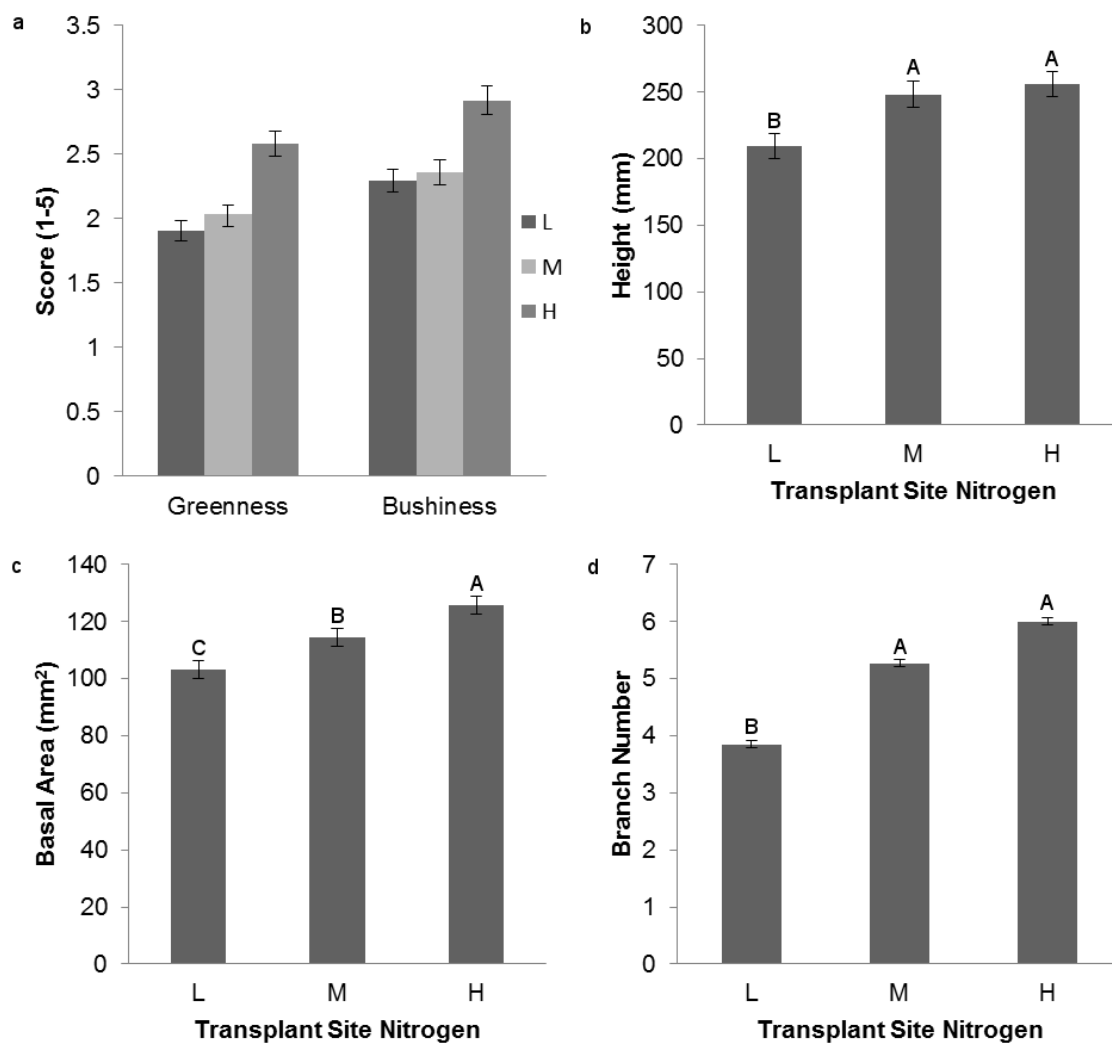 a
3.5
3
2.5
2
1.5
1
0.5
0
Score (1-5)
Greenness Bushiness
L
M
H
b
300
250
200
150
100
50
0
Height (mm)
B A A
L M H
Transplant Site Nitrogen
c
140
120
100
80
60
40
20
0
Basal Area (mm²)
C B A
L M H
Transplant Site Nitrogen
d
7
6
5
4
3
2
1
0
Branch Number
B A A
L M H
Transplant Site Nitrogen